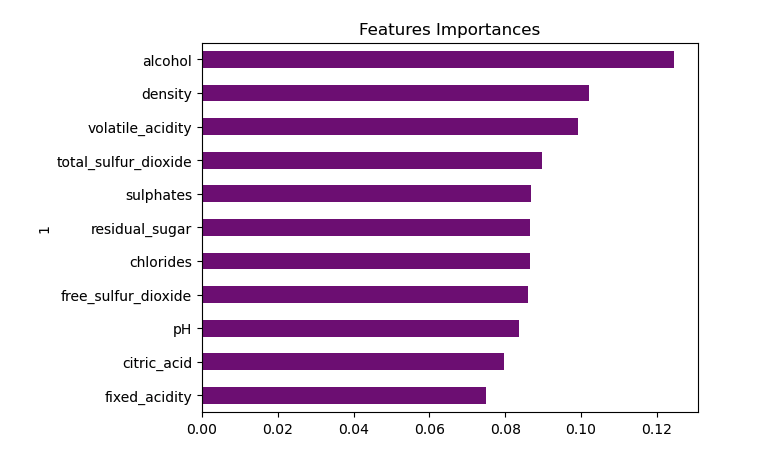 Features Importances
alcohol
density
volatile_acidity
total_sulfur_dioxide
sulphates
residual_sugar
chlorides
free_sulfur_dioxide
pH
citric_acid
fixed_acidity
1
0.00 0.02 0.04 0.06 0.08 0.10 0.12